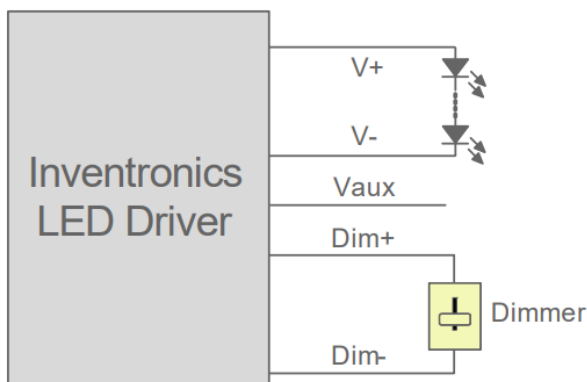 Inventronics
LED Driver
V+
V-
Vaux
Dim+
Dimmer
Dim-